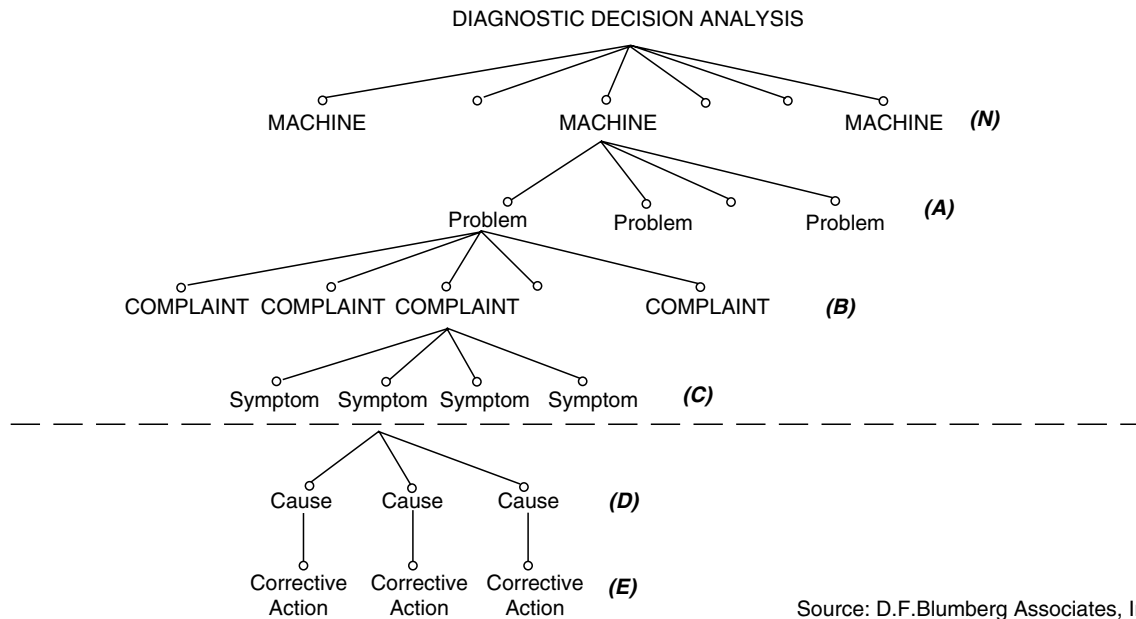 DIAGNOSTIC DECISION ANALYSIS
MACHINE MACHINE MACHINE (N)
Problem Problem Problem (A)
COMPLAINT COMPLAINT COMPLAINT COMPLAINT (B)
Symptom Symptom Symptom Symptom (C)
Cause Cause Cause (D)
Corrective Corrective Corrective (E)
Action Action Action
Source: D.F.Blumberg Associates,